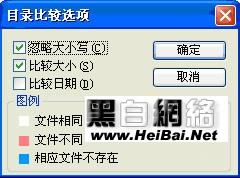 目录比较选项
忽略大小写(C)
确定
比较大小(S)
取消
比较日期(D)
图例
文件相同
文件不同
相应文件不存在
黑白網絡
www.HeiBai.Net